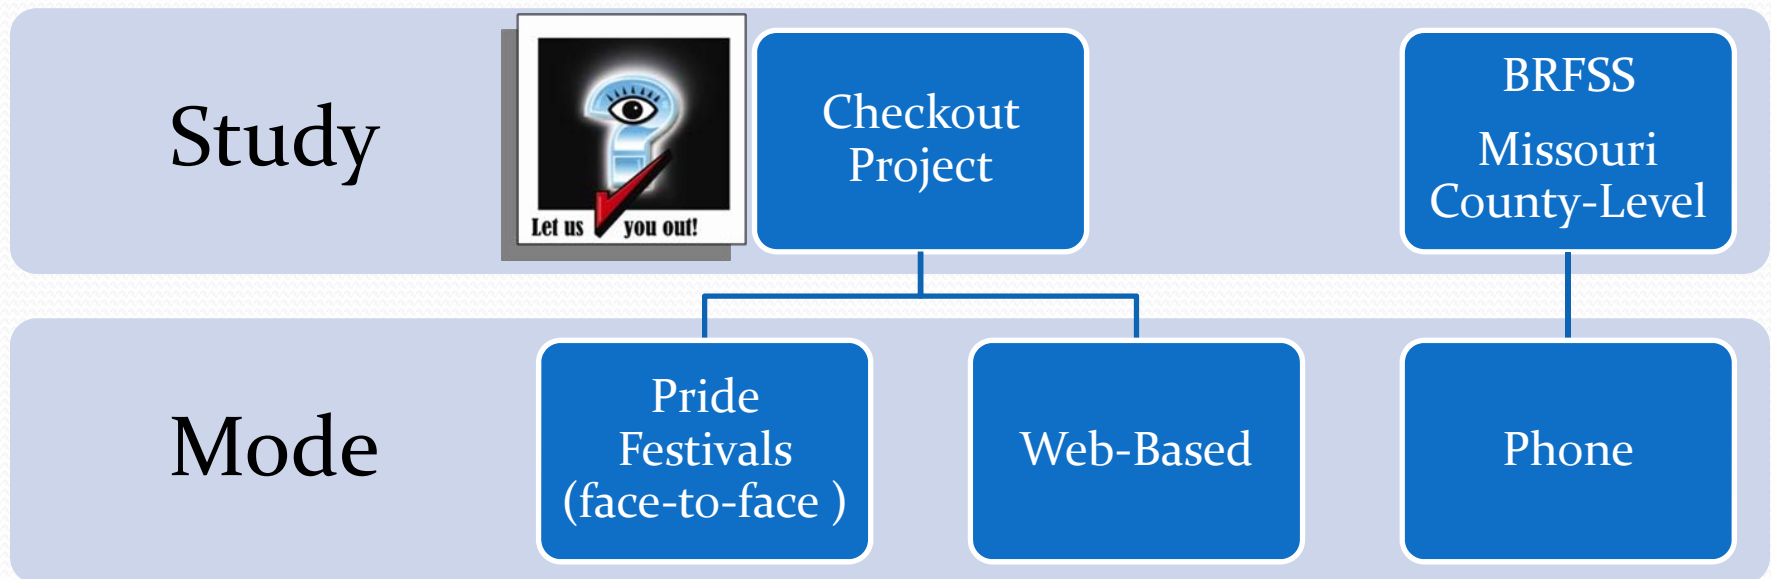 Study
Let us you out!
Checkout
Project
BRFSS
Missouri
County-Level
Mode
Pride
Festivals
(face-to-face )
Web-Based
Phone